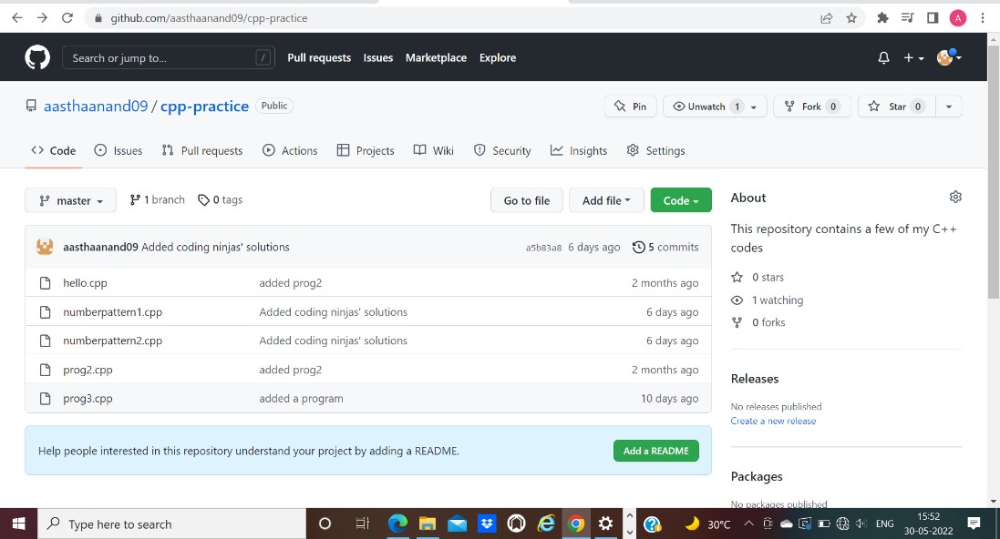 github.com/aasthaanand09/cpp-practice
A
Search or jump to... /
Pull requests Issues Marketplace Explore
aasthaanand09 / cpp-practice Public
Pin Unwatch 1 Fork 0 Star 0
Code Issues Pull requests Actions Projects Wiki Security Insights Settings
master 1 branch 0 tags Go to file Add file Code
aasthaanand09 Added coding ninjas' solutions a5b83a8 6 days ago 5 commits
hello.cpp added prog2 2 months ago
numberpattern1.cpp Added coding ninjas' solutions 6 days ago
numberpattern2.cpp Added coding ninjas' solutions 6 days ago
prog2.cpp added prog2 2 months ago
prog3.cpp added a program 10 days ago
Help people interested in this repository understand your project by adding a README. Add a README
About
This repository contains a few of my C++
codes
0 stars
1 watching
0 forks
Releases
No releases published
Create a new release
Packages
No packages published
Type here to search
30°C ENG
15:52
30-05-2022